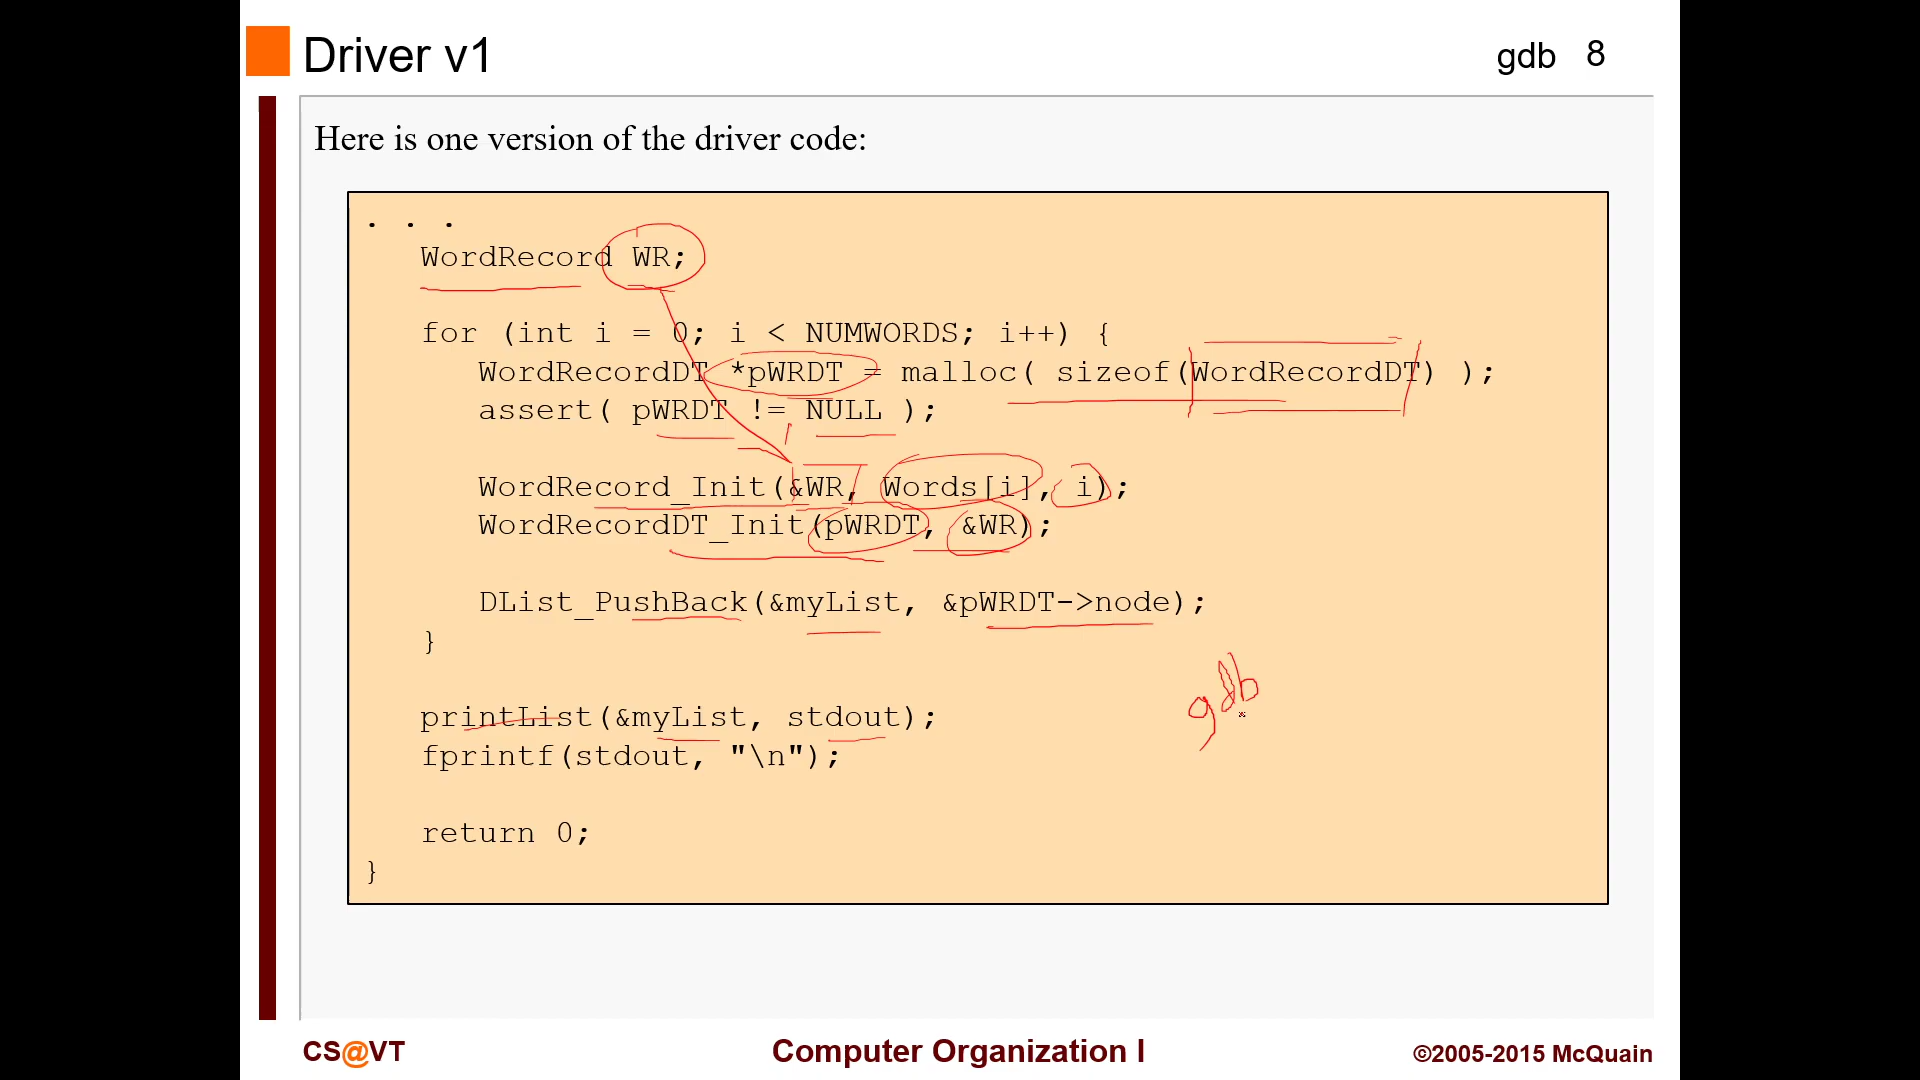 Driver v1
gdb 8
Here is one version of the driver code:
. . .
WordRecord WR;
for (int i = 0; i < NUMWORDS; i++) {
WordRecordDT *pWRDT = malloc( sizeof(WordRecordDT) );
assert( pWRDT != NULL );
WordRecord_Init(&WR, Words[i], i);
WordRecordDT_Init(pWRDT, &WR);
DList_PushBack(&myList, &pWRDT->node);
}
gdb
printList(&myList, stdout);
fprintf(stdout, "\n");
return 0;
}
CS@VT
Computer Organization I
©2005-2015 McQuain